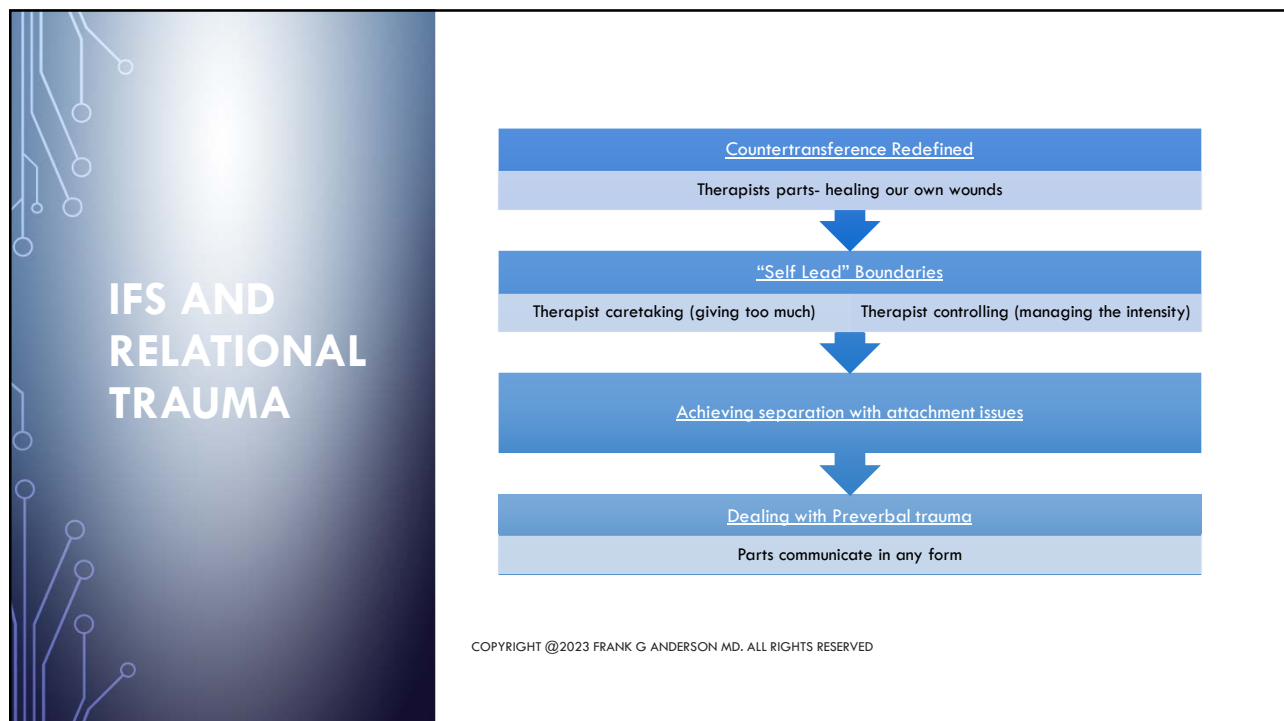 IFS AND
RELATIONAL
TRAUMA
Countertransference Redefined
Therapists parts- healing our own wounds
“Self Lead” Boundaries
Therapist caretaking (giving too much)
Therapist controlling (managing the intensity)
Achieving separation with attachment issues
Dealing with Preverbal trauma
Parts communicate in any form
COPYRIGHT @2023 FRANK G ANDERSON MD. ALL RIGHTS RESERVED